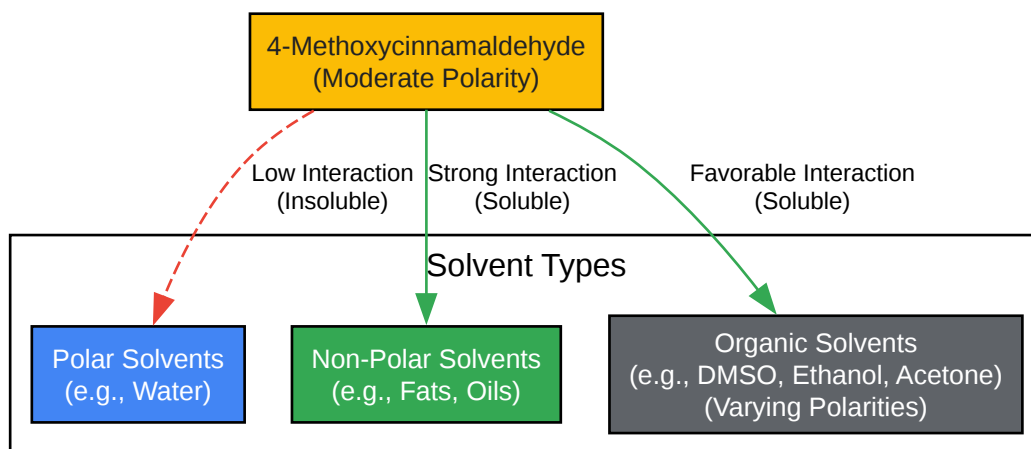 4-Methoxycinnamaldehyde
(Moderate Polarity)
Low Interaction
(Insoluble)
Strong Interaction
(Soluble)
Favorable Interaction
(Soluble)
Solvent Types
Polar Solvents
(e.g., Water)
Non-Polar Solvents
(e.g., Fats, Oils)
Organic Solvents
(e.g., DMSO, Ethanol, Acetone)
(Varying Polarities)